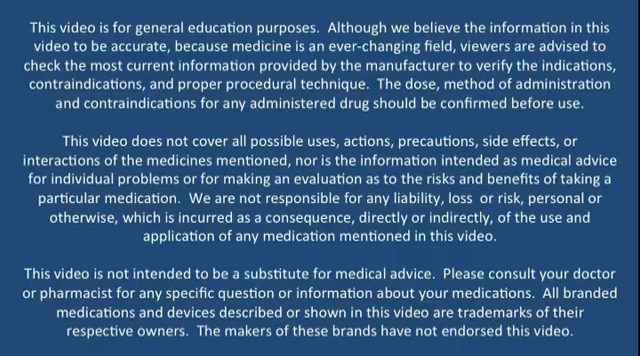 This video is for general education purposes.  Although we believe the information in this
video to be accurate, because medicine is an ever-changing field, viewers are advised to
check the most current information provided by the manufacturer to verify the indications,
contraindications, and proper procedural technique.  The dose, method of administration
and contraindications for any administered drug should be confirmed before use.
This video does not cover all possible uses, actions, precautions, side effects, or
interactions of the medicines mentioned, nor is the information intended as medical advice
for individual problems or for making an evaluation as to the risks and benefits of taking a
particular medication.  We are not responsible for any liability, loss  or risk, personal or
otherwise, which is incurred as a consequence, directly or indirectly, of the use and
application of any medication mentioned in this video.
This video is not intended to be a substitute for medical advice.  Please consult your doctor
or pharmacist for any specific question or information about your medications.  All branded
medications and devices described or shown in this video are trademarks of their
respective owners.  The makers of these brands have not endorsed this video.